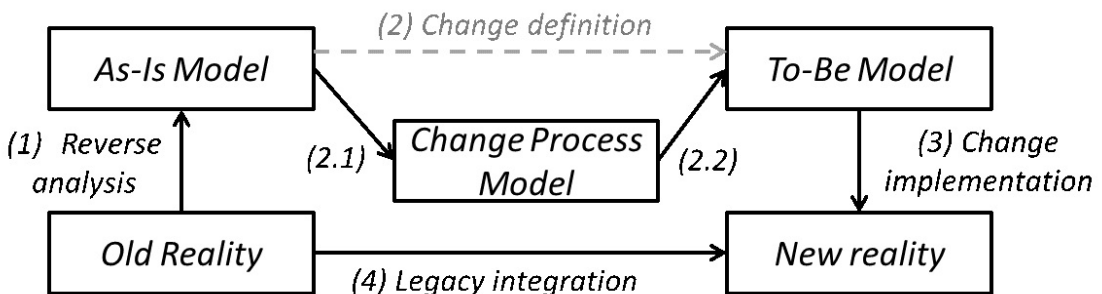 (2) Change definition
As-Is Model
To-Be Model
(1) Reverse
analysis
(2.1)
Change Process
Model
(2.2)
(3) Change
implementation
Old Reality
New reality
(4) Legacy integration